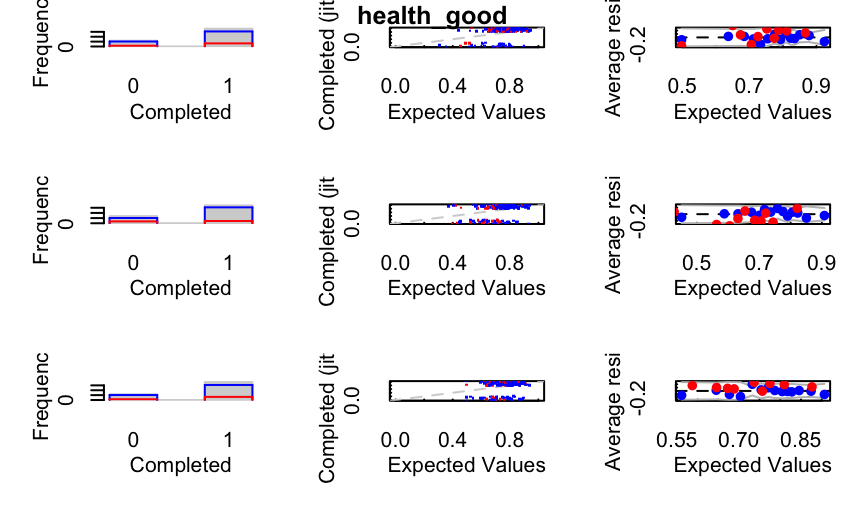 health_good
Frequenc
0
0 1
Completed
Completed (jit
0.0
0.0 0.4 0.8
Expected Values
Average resi
-0.2
0.5 0.7 0.9
Expected Values
Frequenc
0
0 1
Completed
Completed (jit
0.0
0.0 0.4 0.8
Expected Values
Average resi
-0.2
0.5 0.7 0.9
Expected Values
Frequenc
0
0 1
Completed
Completed (jit
0.0
0.0 0.4 0.8
Expected Values
Average resi
-0.2
0.55 0.70 0.85
Expected Values